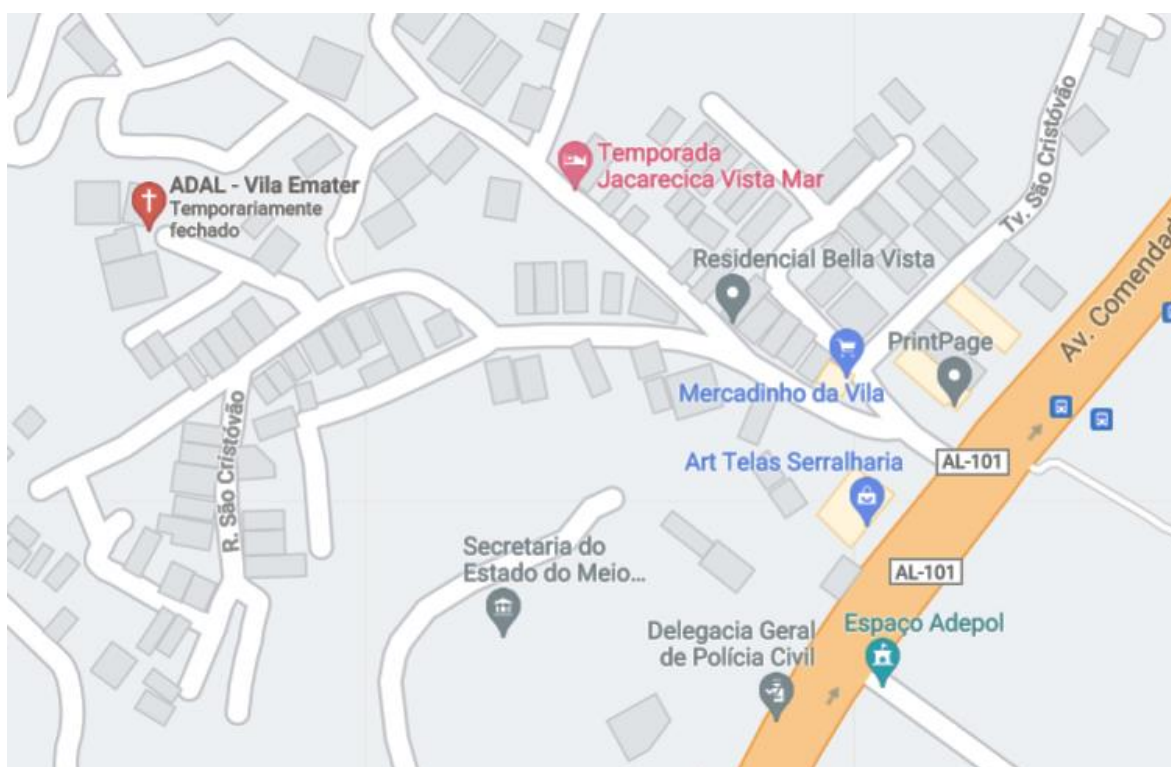 ADAL - Vila Emater
Temporariamente
fechado
Temporada
Jacarecica Vista Mar
Tv. São Cristóvão
Residencial Bella Vista
Av. Comendad
PrintPage
Mercadinho da Vila
Art Telas Serralharia
AL-101
R. São Cristóvão
Secretaria do
Estado do Meio...
AL-101
Delegacia Geral
de Polícia Civil
Espaço Adepol